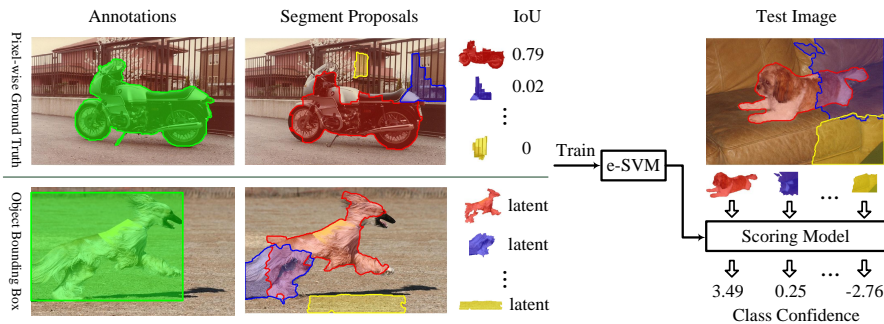 Annotations
Segment Proposals
IoU
Test Image
Pixel-wise Ground Truth
0.79
0.02
⋮
0
Train
e-SVM
Object Bounding Box
latent
latent
⋮
latent
...
Scoring Model
3.49 0.25 ... -2.76
Class Confidence